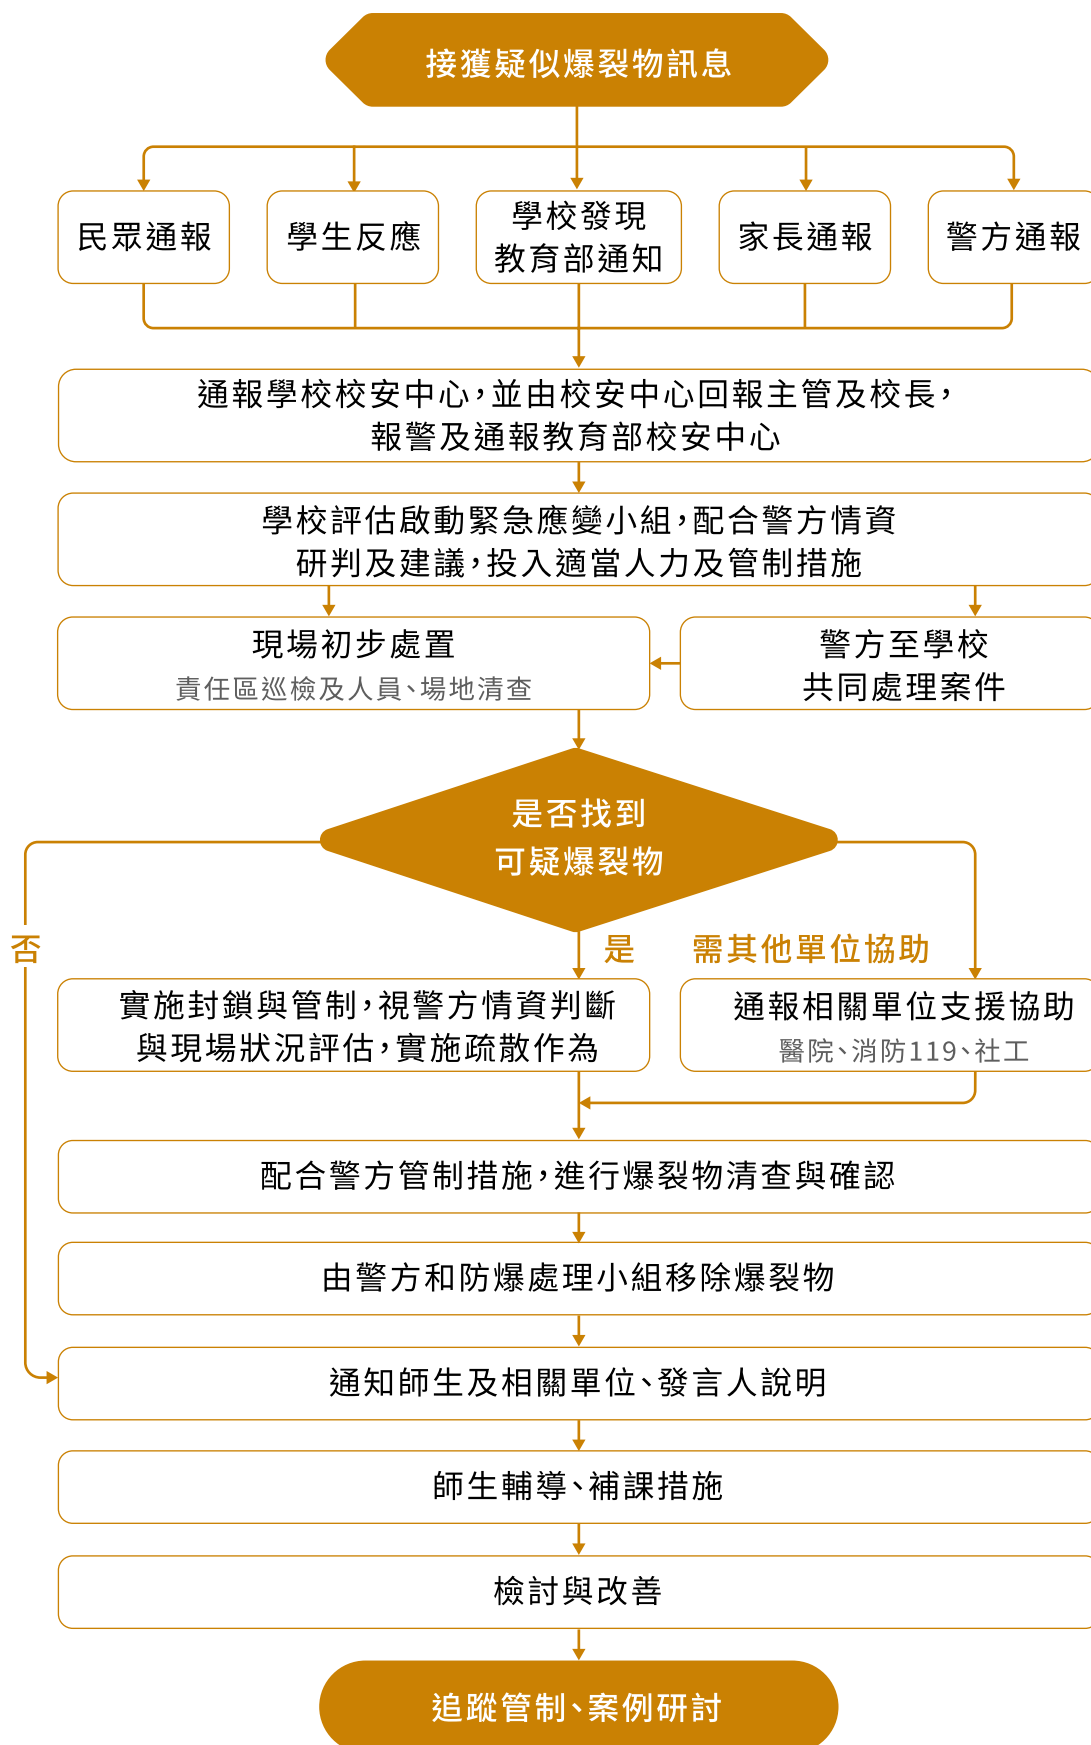 接獲疑似爆裂物訊息
民眾通報
學生反應
學校發現
教育部通知
家長通報
警方通報
通報學校校安中心，並由校安中心回報主管及校長，
報警及通報教育部校安中心
學校評估啟動緊急應變小組，配合警方情資
研判及建議，投入適當人力及管制措施
現場初步處置
責任區巡檢及人員、場地清查
警方至學校
共同處理案件
是否找到
可疑爆裂物
否
是
需其他單位協助
實施封鎖與管制，視警方情資判斷
與現場狀況評估，實施疏散作為
通報相關單位支援協助
醫院、消防119、社工
配合警方管制措施，進行爆裂物清查與確認
由警方和防爆處理小組移除爆裂物
通知師生及相關單位、發言人說明
師生輔導、補課措施
檢討與改善
追蹤管制、案例研討